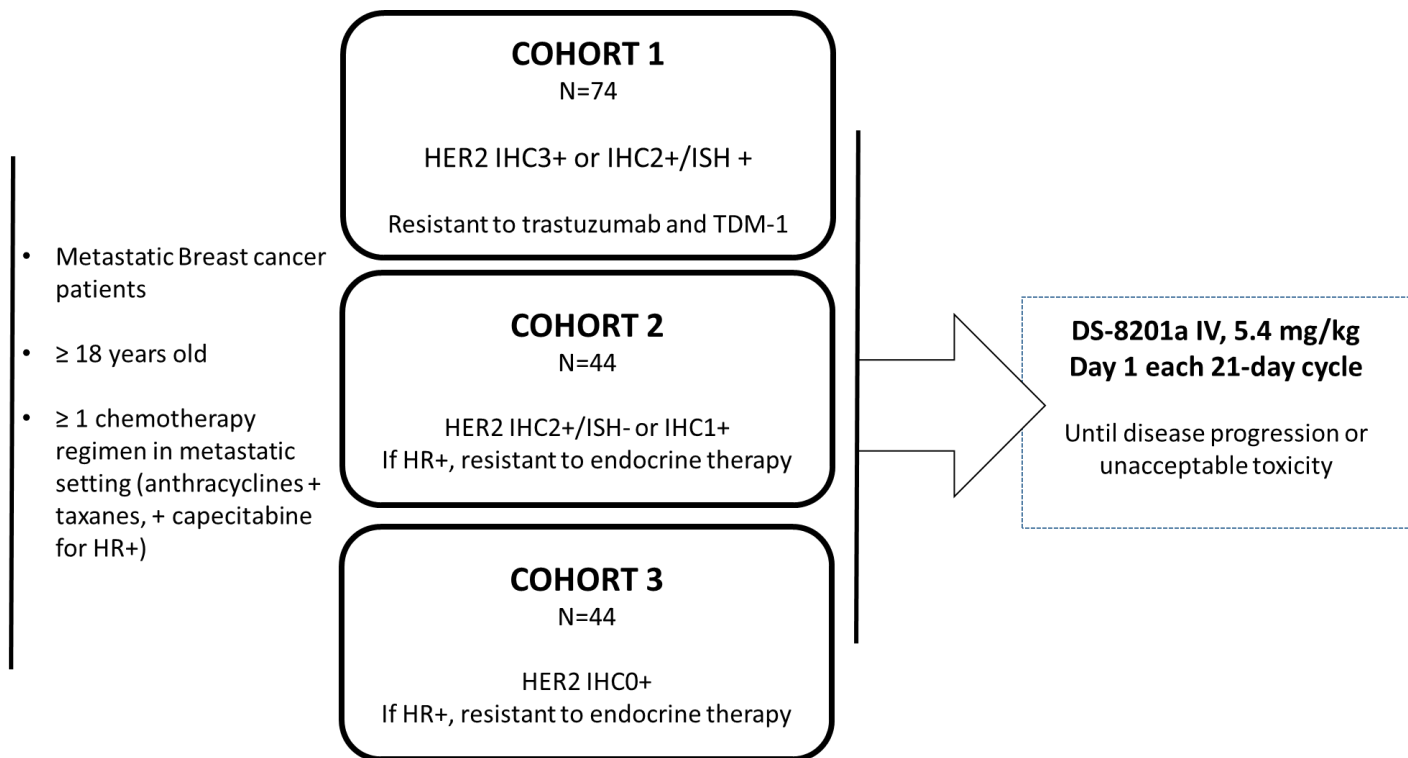 • Metastatic Breast cancer
patients
• ≥ 18 years old
• ≥ 1 chemotherapy
regimen in metastatic
setting (anthracyclines +
taxanes, + capecitabine
for HR+)
COHORT 1
N=74
HER2 IHC3+ or IHC2+/ISH +
Resistant to trastuzumab and TDM-1
COHORT 2
N=44
HER2 IHC2+/ISH- or IHC1+
If HR+, resistant to endocrine therapy
COHORT 3
N=44
HER2 IHC0+
If HR+, resistant to endocrine therapy
DS-8201a IV, 5.4 mg/kg
Day 1 each 21-day cycle
Until disease progression or
unacceptable toxicity